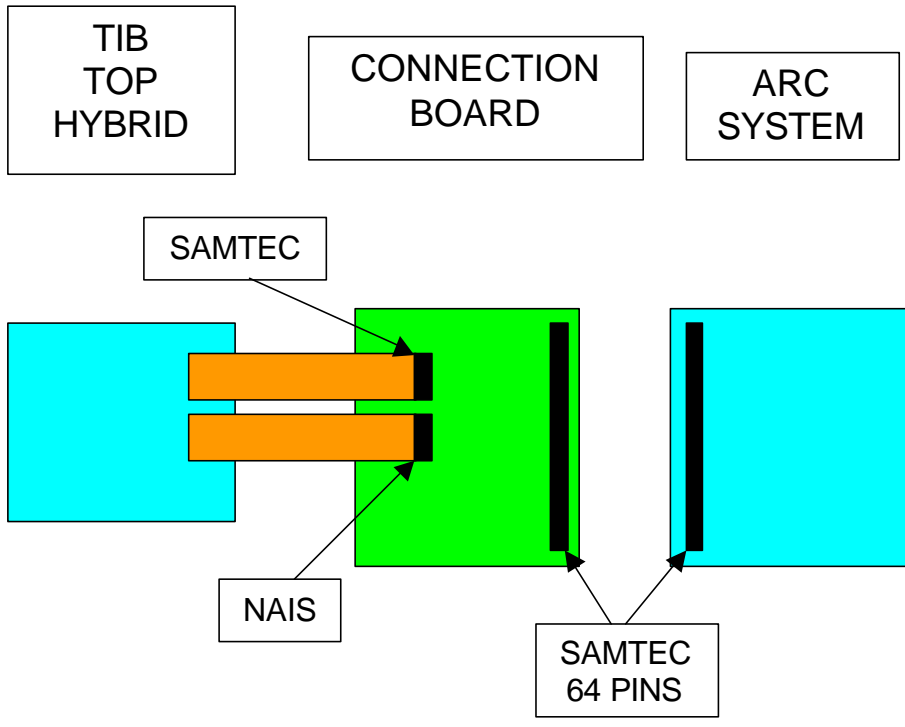 TIB
TOP
HYBRID
CONNECTION
BOARD
ARC
SYSTEM
SAMTEC
NAIS
SAMTEC
64 PINS